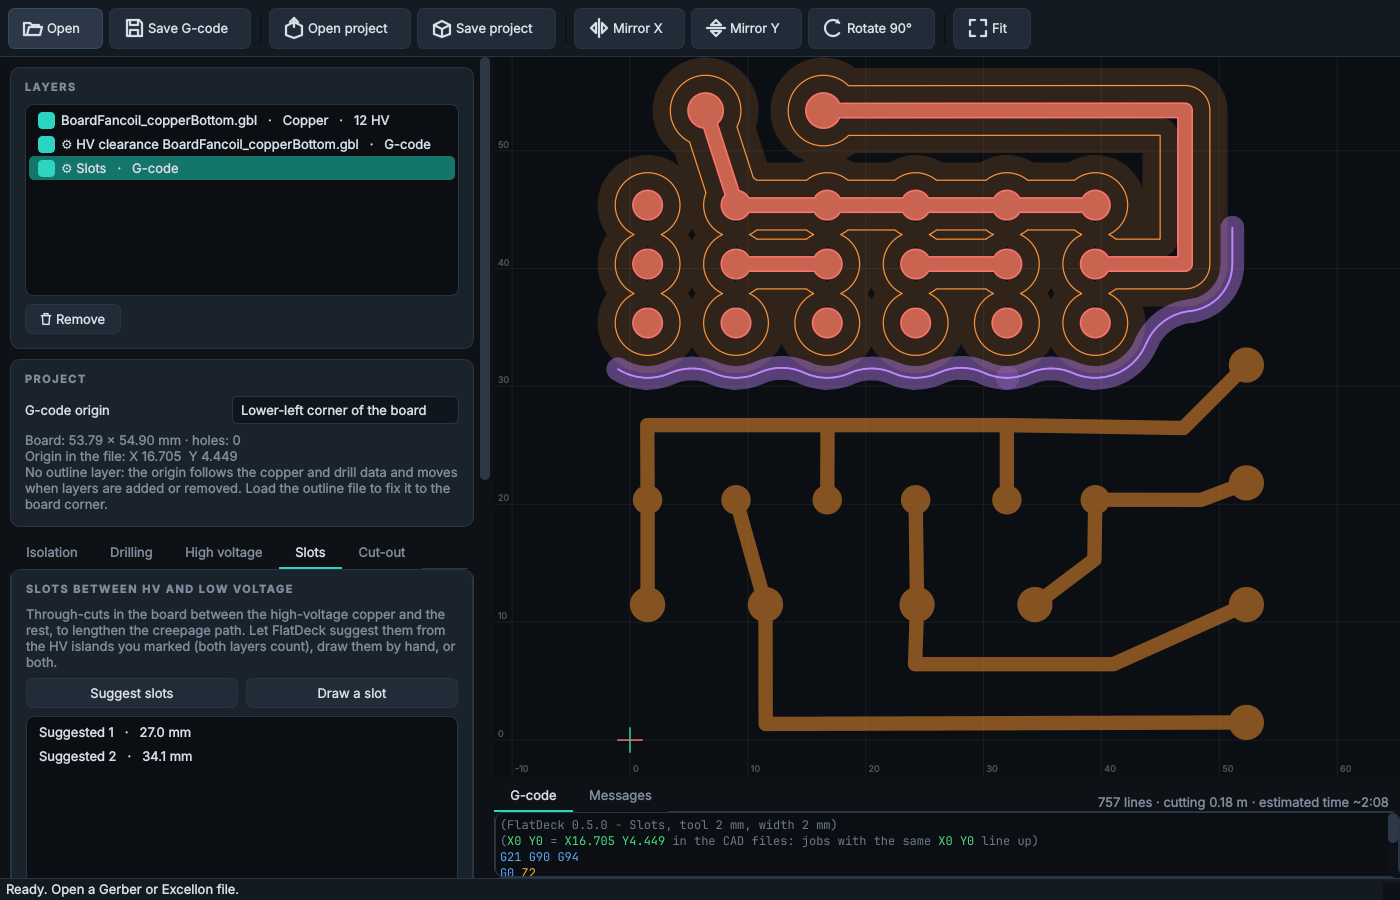 Open
Save G-code
Open project
Save project
Mirror X
Mirror Y
Rotate 90°
Fit
LAYERS
BoardFancoil_copperBottom.gbl · Copper · 12 HV
⚙ HV clearance BoardFancoil_copperBottom.gbl · G-code
⚙ Slots · G-code
Remove
PROJECT
G-code origin
Lower-left corner of the board
Board: 53.79 × 54.90 mm · holes: 0
Origin in the file: X 16.705 Y 4.449
No outline layer: the origin follows the copper and drill data and moves
when layers are added or removed. Load the outline file to fix it to the
board corner.
Isolation
Drilling
High voltage
Slots
Cut-out
SLOTS BETWEEN HV AND LOW VOLTAGE
Through-cuts in the board between the high-voltage copper and the
rest, to lengthen the creepage path. Let FlatDeck suggest them from
the HV islands you marked (both layers count), draw them by hand, or
both.
Suggest slots
Draw a slot
Suggested 1 · 27.0 mm
Suggested 2 · 34.1 mm
50
40
30
20
10
0
-10
0
10
20
30
40
50
60
G-code
Messages
757 lines · cutting 0.18 m · estimated time ~2:08
(FlatDeck 0.5.0 - Slots, tool 2 mm, width 2 mm)
(X0 Y0 = X16.705 Y4.449 in the CAD files: jobs with the same X0 Y0 line up)
G21 G90 G94
G0 Z2
Ready. Open a Gerber or Excellon file.